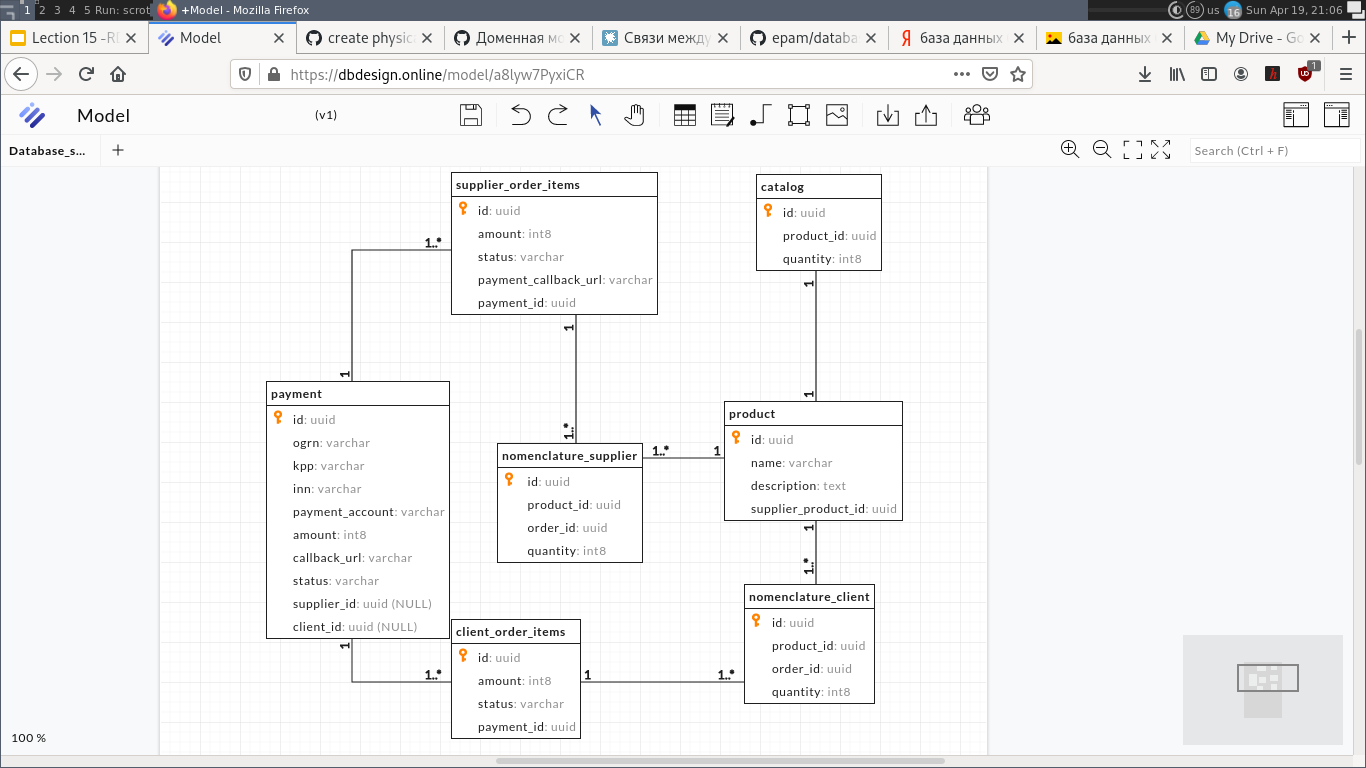 1 2 3 4 5 Run: scrot
+Model - Mozilla Firefox
89 us 16 Sun Apr 19, 21:06
Lection 15 -R
Model
create physic
Доменная мо
Связи между
epam/databa
Я база данных
база данных
My Drive - Go
https://dbdesign.online/model/a8lyw7PyxiCR
h
1
Model
(v1)
Database_s...
Search (Ctrl + F)
supplier_order_items
id: uuid
amount: int8
status: varchar
payment_callback_url: varchar
payment_id: uuid
catalog
id: uuid
product_id: uuid
quantity: int8
1..*
1
1
1
1
1..*
payment
id: uuid
ogrn: varchar
kpp: varchar
inn: varchar
payment_account: varchar
amount: int8
callback_url: varchar
status: varchar
supplier_id: uuid (NULL)
client_id: uuid (NULL)
nomenclature_supplier
id: uuid
product_id: uuid
order_id: uuid
quantity: int8
1..*
1
product
id: uuid
name: varchar
description: text
supplier_product_id: uuid
1
1..*
nomenclature_client
id: uuid
product_id: uuid
order_id: uuid
quantity: int8
1
1..*
client_order_items
id: uuid
amount: int8
status: varchar
payment_id: uuid
1
1..*
100 %